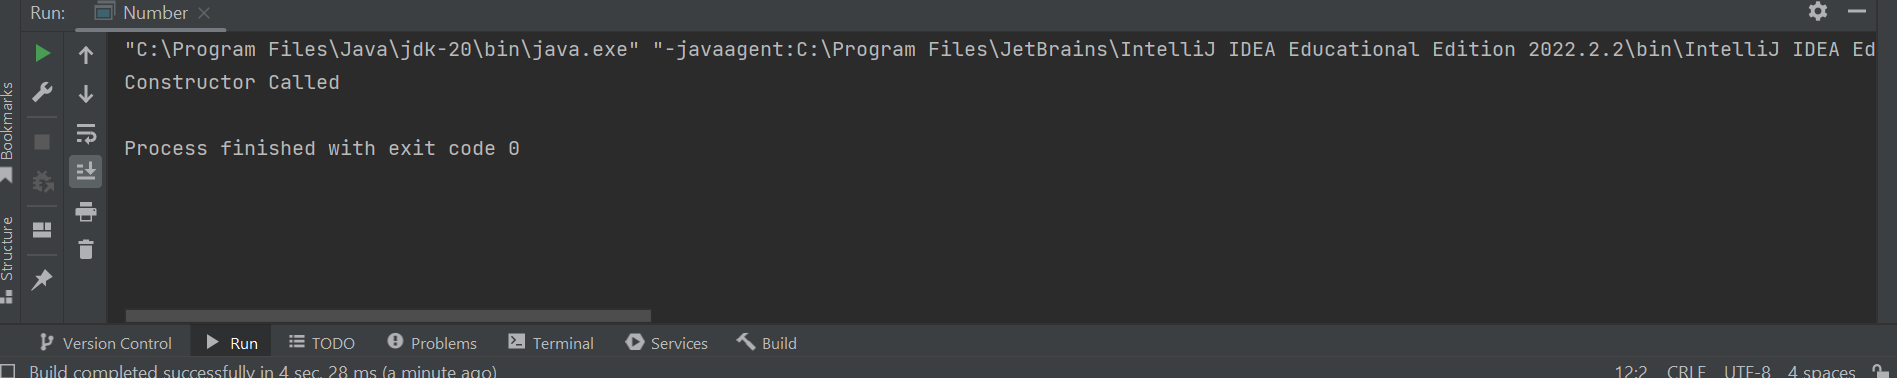 Run: Number
"C:\Program Files\Java\jdk-20\bin\java.exe" "-javaagent:C:\Program Files\JetBrains\IntelliJ IDEA Educational Edition 2022.2.2\bin\IntelliJ IDEA Ed
Constructor Called
Process finished with exit code 0
Bookmarks
Structure
Version Control Run TODO Problems Terminal Services Build
Build completed successfully in 4 sec, 28 ms (a minute ago) 12:2 CRLF UTF-8 4 spaces